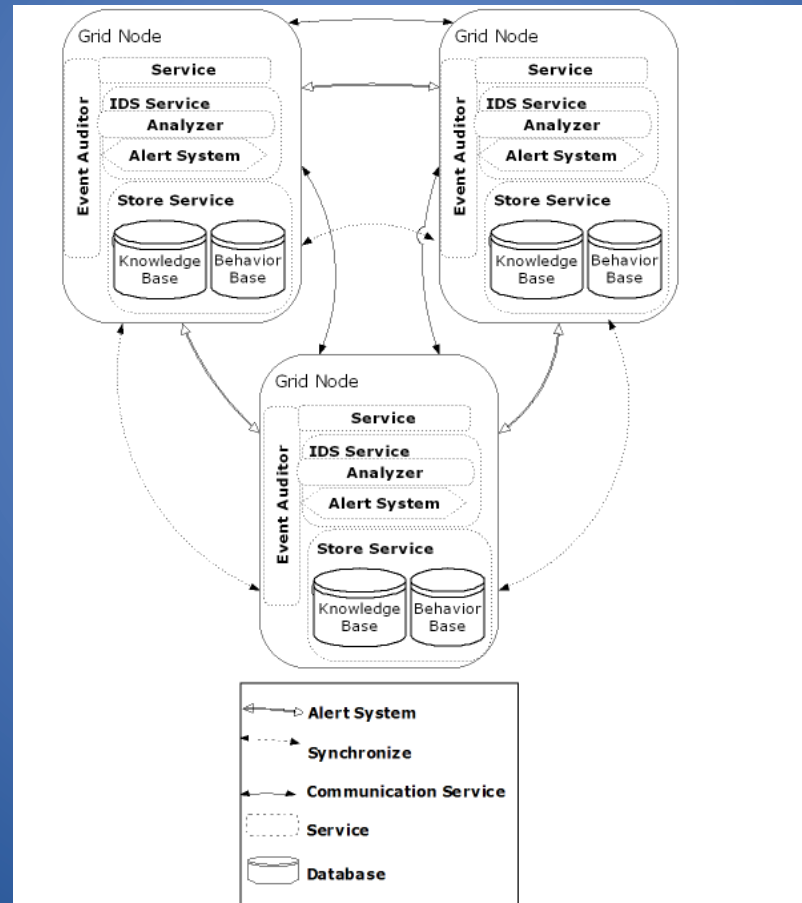 Grid Node
Service
Event Auditor
IDS Service
Analyzer
Alert System
Store Service
Knowledge
Base
Behavior
Base
Grid Node
Service
Event Auditor
IDS Service
Analyzer
Alert System
Store Service
Knowledge
Base
Behavior
Base
Grid Node
Service
Event Auditor
IDS Service
Analyzer
Alert System
Store Service
Knowledge
Base
Behavior
Base
Alert System
Synchronize
Communication Service
Service
Database